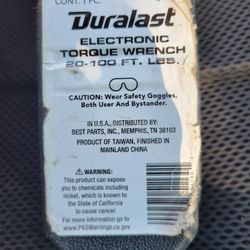 CONT. 1 PC.
Duralast
ELECTRONIC
TORQUE WRENCH
20-100 FT. LBS.
CAUTION: Wear Safety Goggles,
Both User And Bystander.
IN U.S.A., DISTRIBUTED BY:
BEST PARTS, INC., MEMPHIS, TN 38103
PRODUCT OF TAIWAN, FINISHED IN
MAINLAND CHINA
WARNING:
This product can expose
you to chemicals including
nickel, which is known to
the State of California
to cause cancer.
For more information go to
www.P65Warnings.ca.gov